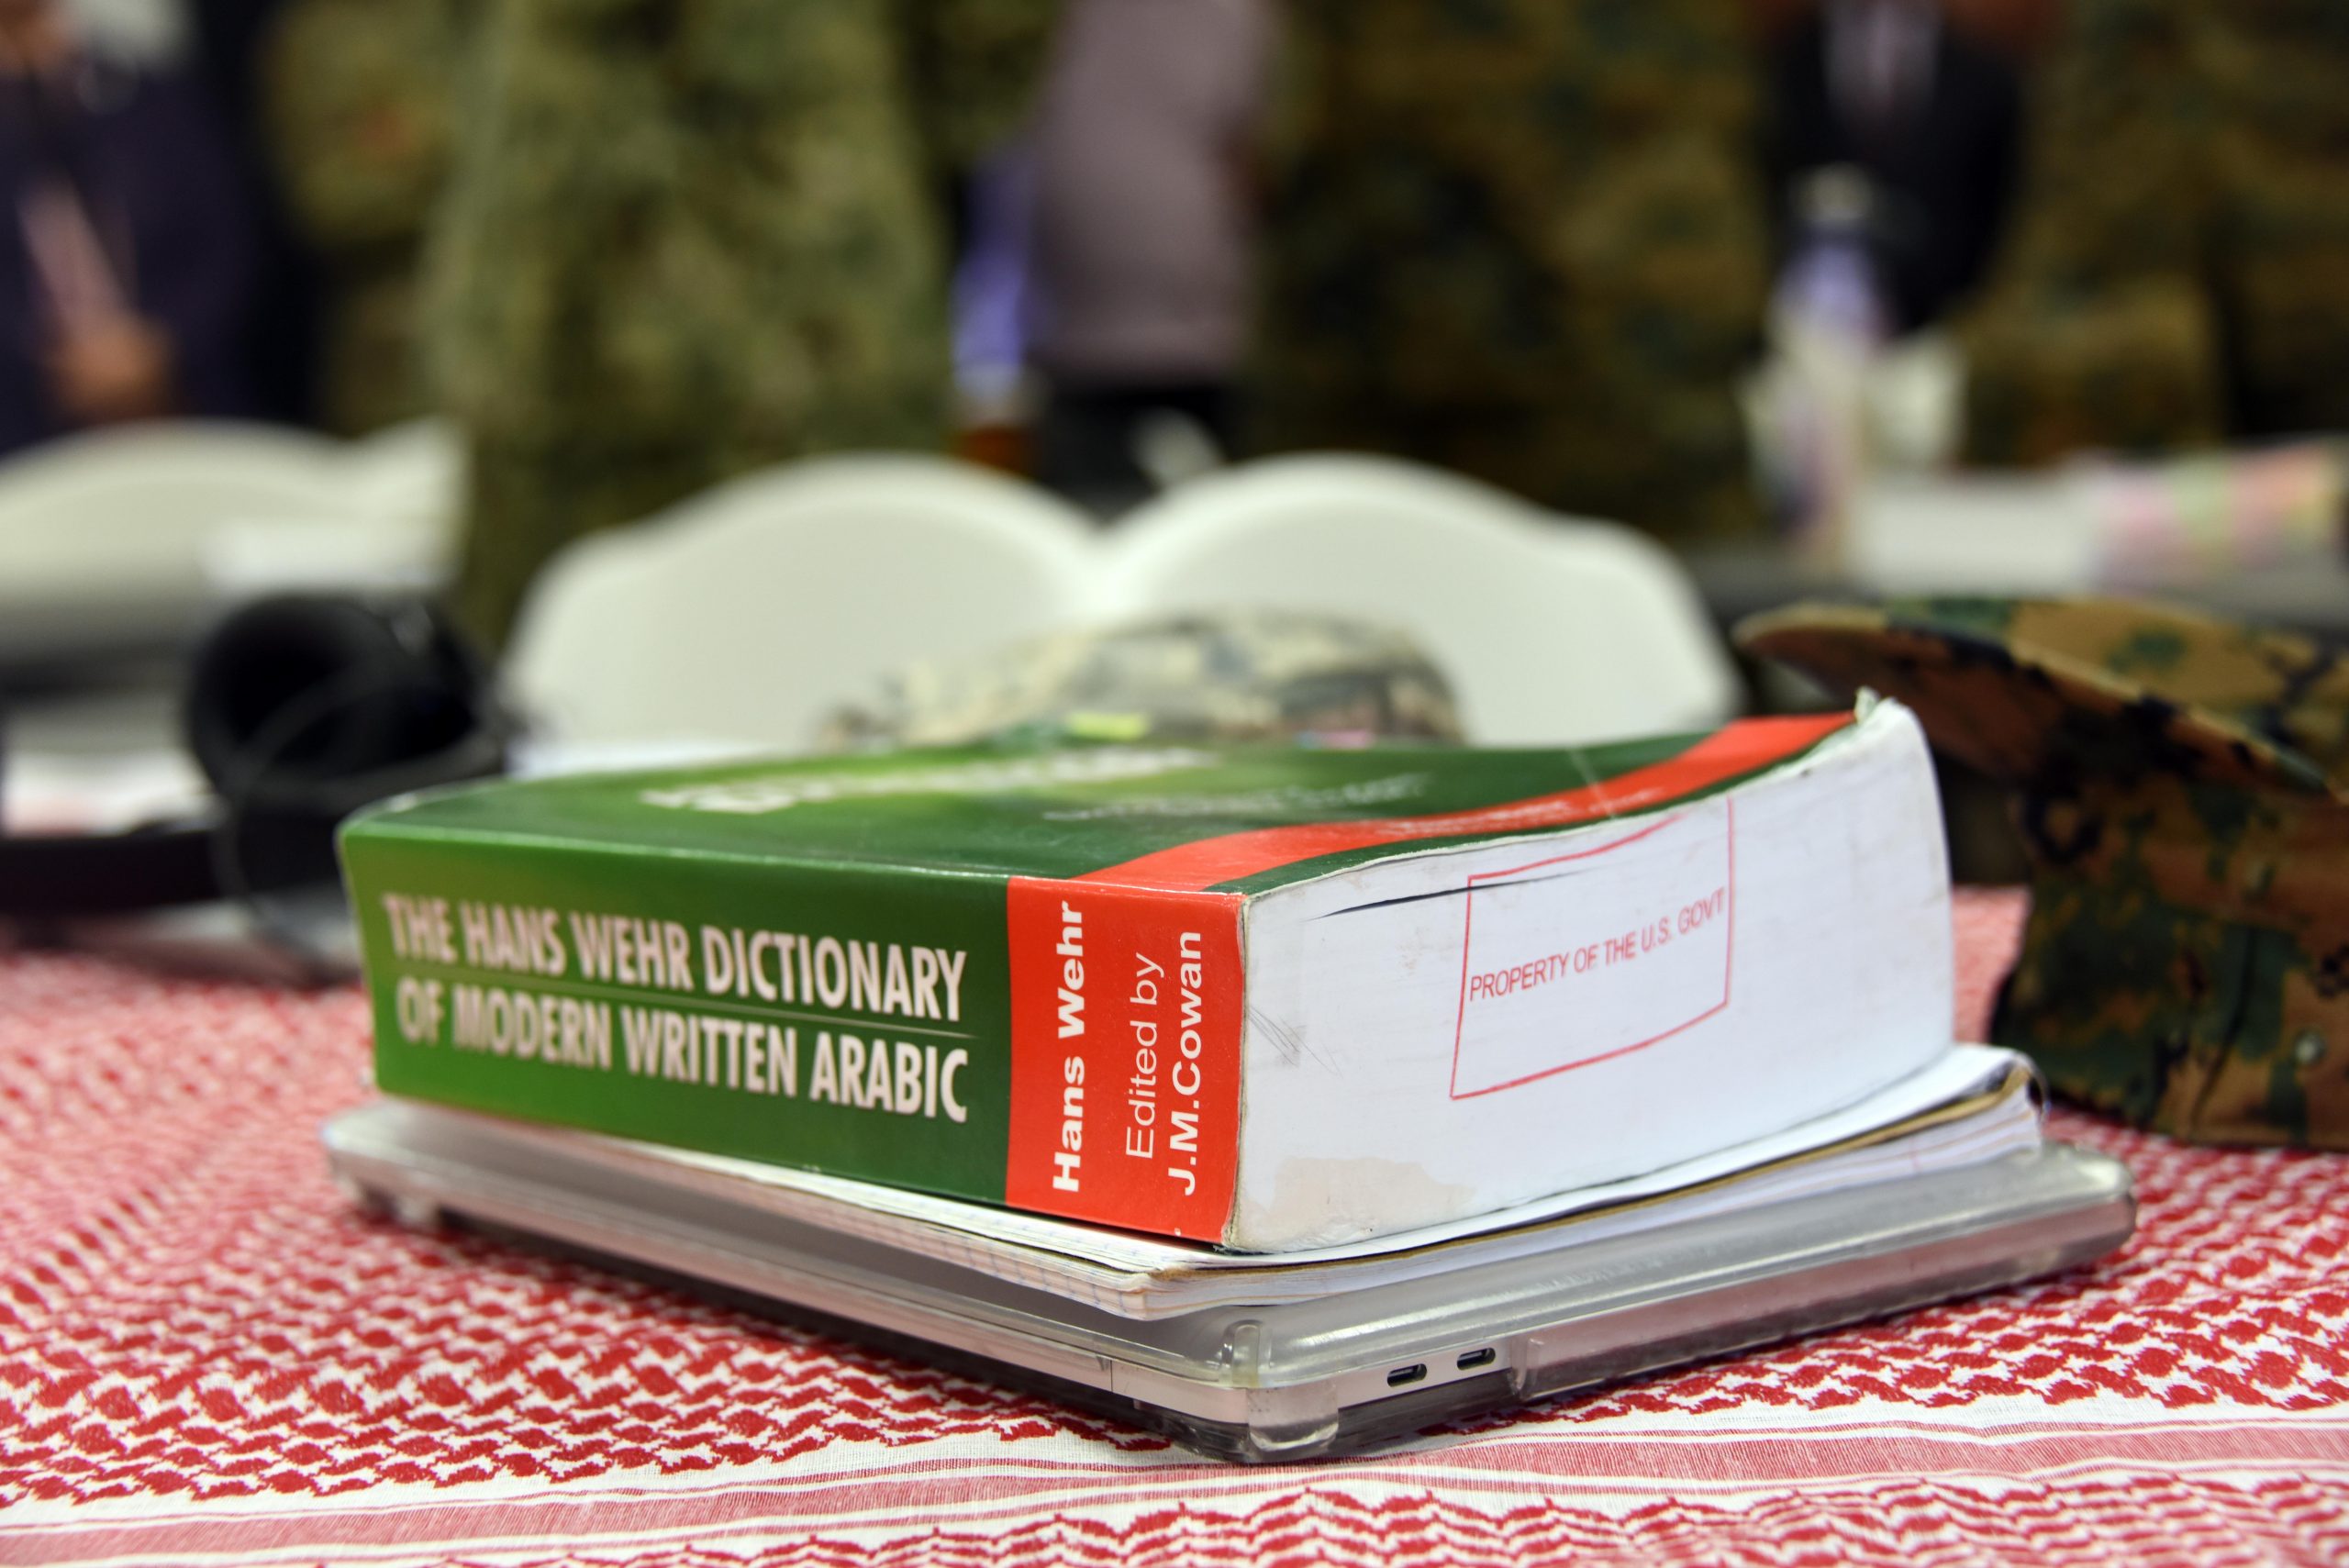 THE HANS WEHR DICTIONARY
OF MODERN WRITTEN ARABIC
Hans Wehr
Edited by
J.M.Cowan
PROPERTY OF THE U.S. GOVT